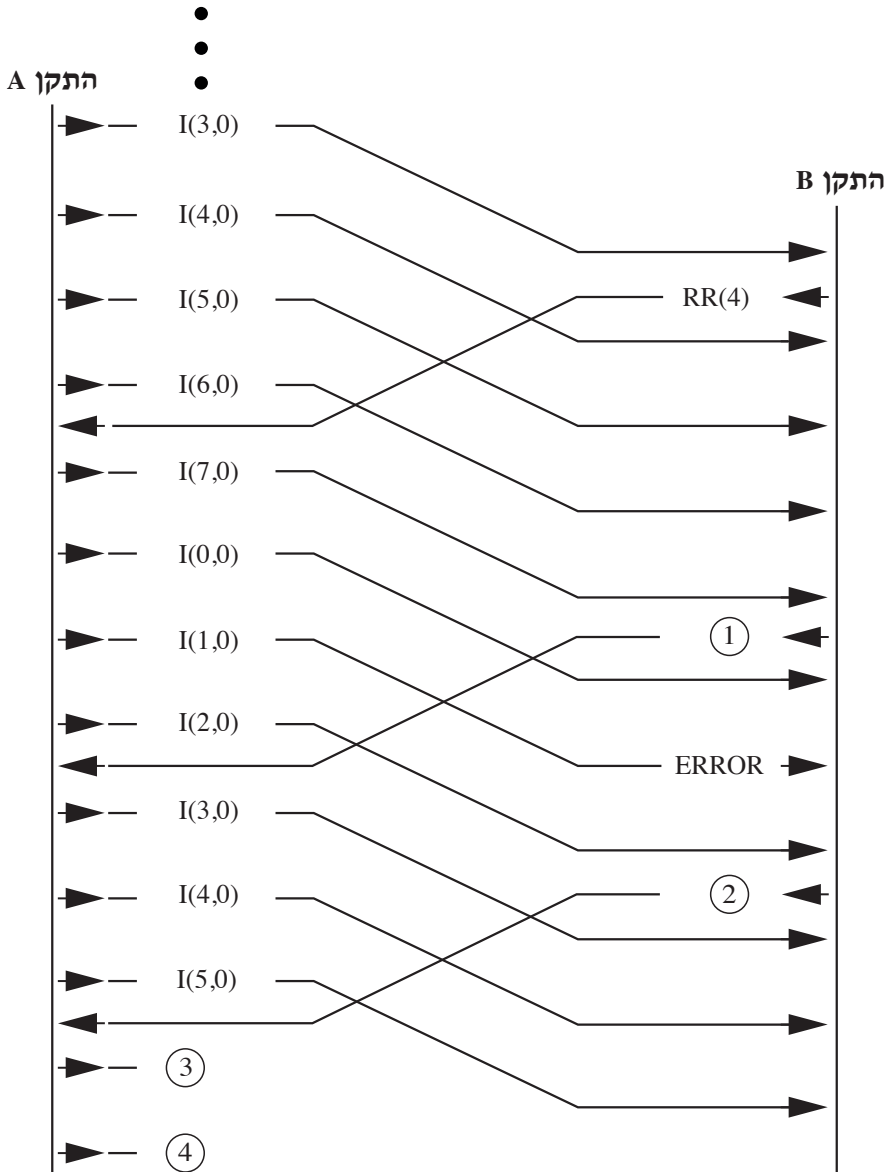 התקן A
I(3,0)
התקן B
I(4,0)
I(5,0)
RR(4)
I(6,0)
I(7,0)
I(0,0)
I(1,0)
1
I(2,0)
ERROR
I(3,0)
I(4,0)
2
I(5,0)
3
4